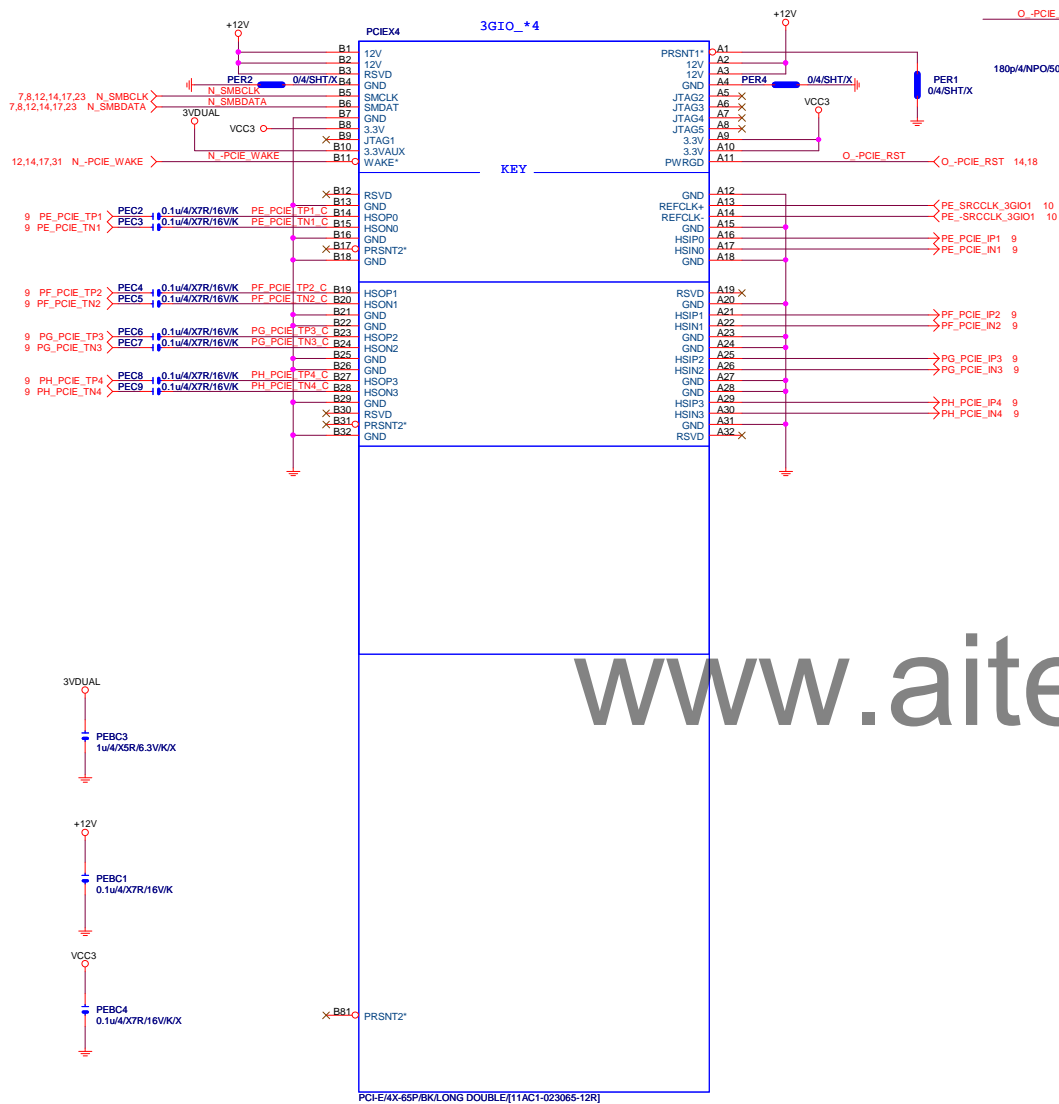 3GIO_*4
PCIEX4
+12V
+12V
O_-PCIE_
180p/4/NPO/50
B1 12V
B2 12V
B3 RSVD
PER2 0/4/SHT/X B4 GND
7,8,12,14,17,23 N_SMBCLK N_SMBCLK B5 SMCLK
7,8,12,14,17,23 N_SMBDATA N_SMBDATA B6 SMDAT
3VDUAL
B7 GND
VCC3 B8 3.3V
B9 JTAG1
B10 3.3VAUX
12,14,17,31 N_-PCIE_WAKE N_-PCIE_WAKE B11 WAKE*
PRSNT1* A1
12V A2
12V A3
GND A4 PER4 0/4/SHT/X
PER1
0/4/SHT/X
JTAG2 A5
JTAG3 A6
JTAG4 A7
JTAG5 A8
VCC3
3.3V A9
3.3V A10
PWRGD A11 O_-PCIE_RST O_-PCIE_RST 14,18
KEY
B12 RSVD
B13 GND
9 PE_PCIE_TP1 PEC2 0.1u/4/X7R/16V/K PE_PCIE_TP1_C B14 HSOP0
9 PE_PCIE_TN1 PEC3 0.1u/4/X7R/16V/K PE_PCIE_TN1_C B15 HSON0
B16 GND
B17 PRSNT2*
B18 GND
GND A12
REFCLK+ A13 PE_SRCCLK_3GIO1 10
REFCLK- A14 PE_-SRCCLK_3GIO1 10
GND A15
HSIP0 A16 PE_PCIE_IP1 9
HSIN0 A17 PE_PCIE_IN1 9
GND A18
9 PF_PCIE_TP2 PEC4 0.1u/4/X7R/16V/K PF_PCIE_TP2_C B19 HSOP1
9 PF_PCIE_TN2 PEC5 0.1u/4/X7R/16V/K PF_PCIE_TN2_C B20 HSON1
B21 GND
B22 GND
9 PG_PCIE_TP3 PEC6 0.1u/4/X7R/16V/K PG_PCIE_TP3_C B23 HSOP2
9 PG_PCIE_TN3 PEC7 0.1u/4/X7R/16V/K PG_PCIE_TN3_C B24 HSON2
B25 GND
B26 GND
9 PH_PCIE_TP4 PEC8 0.1u/4/X7R/16V/K PH_PCIE_TP4_C B27 HSOP3
9 PH_PCIE_TN4 PEC9 0.1u/4/X7R/16V/K PH_PCIE_TN4_C B28 HSON3
B29 GND
B30 RSVD
B31 PRSNT2*
B32 GND
RSVD A19
GND A20
HSIP1 A21 PF_PCIE_IP2 9
HSIN1 A22 PF_PCIE_IN2 9
GND A23
GND A24
HSIP2 A25 PG_PCIE_IP3 9
HSIN2 A26 PG_PCIE_IN3 9
GND A27
GND A28
HSIP3 A29 PH_PCIE_IP4 9
HSIN3 A30 PH_PCIE_IN4 9
GND A31
RSVD A32
www.aite
3VDUAL
PEBC3
1u/4/X5R/6.3V/K/X
+12V
PEBC1
0.1u/4/X7R/16V/K
VCC3
PEBC4
0.1u/4/X7R/16V/K/X
B81 PRSNT2*
PCI-E/4X-65P/BK/LONG DOUBLE/[11AC1-023065-12R]